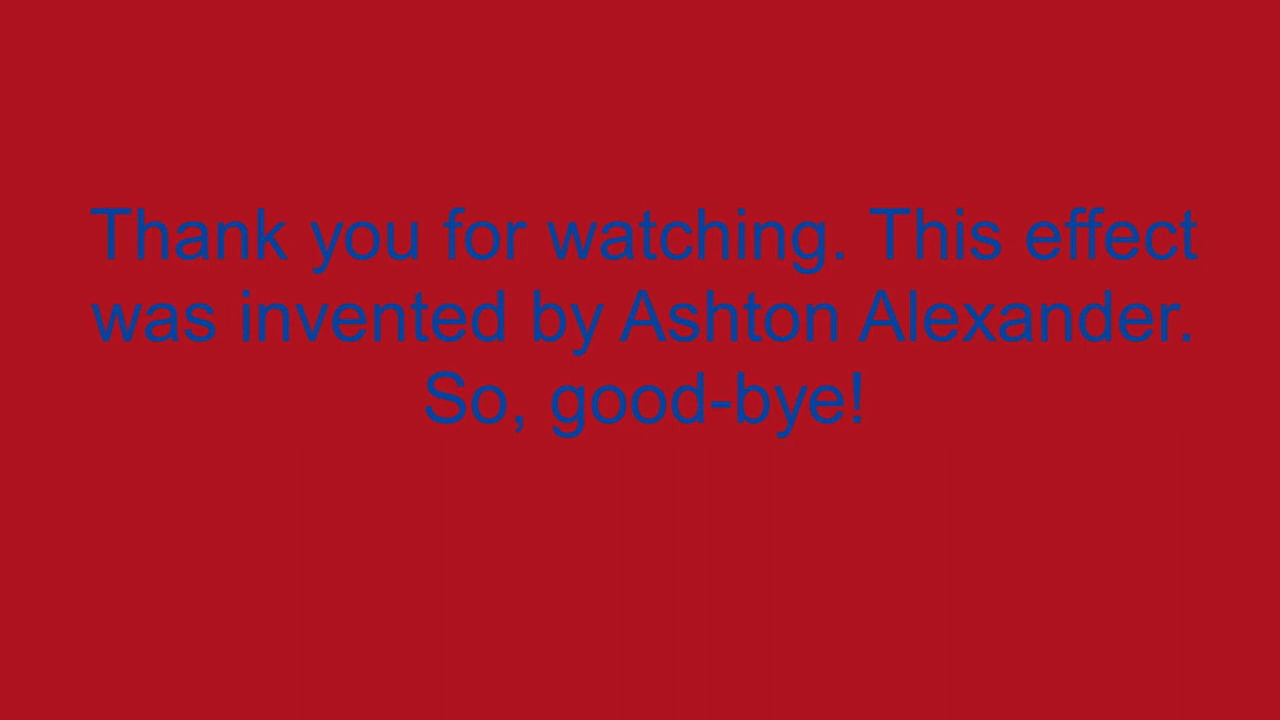 Thank you for watching. This effect
was invented by Ashton Alexander.
So, good-bye!